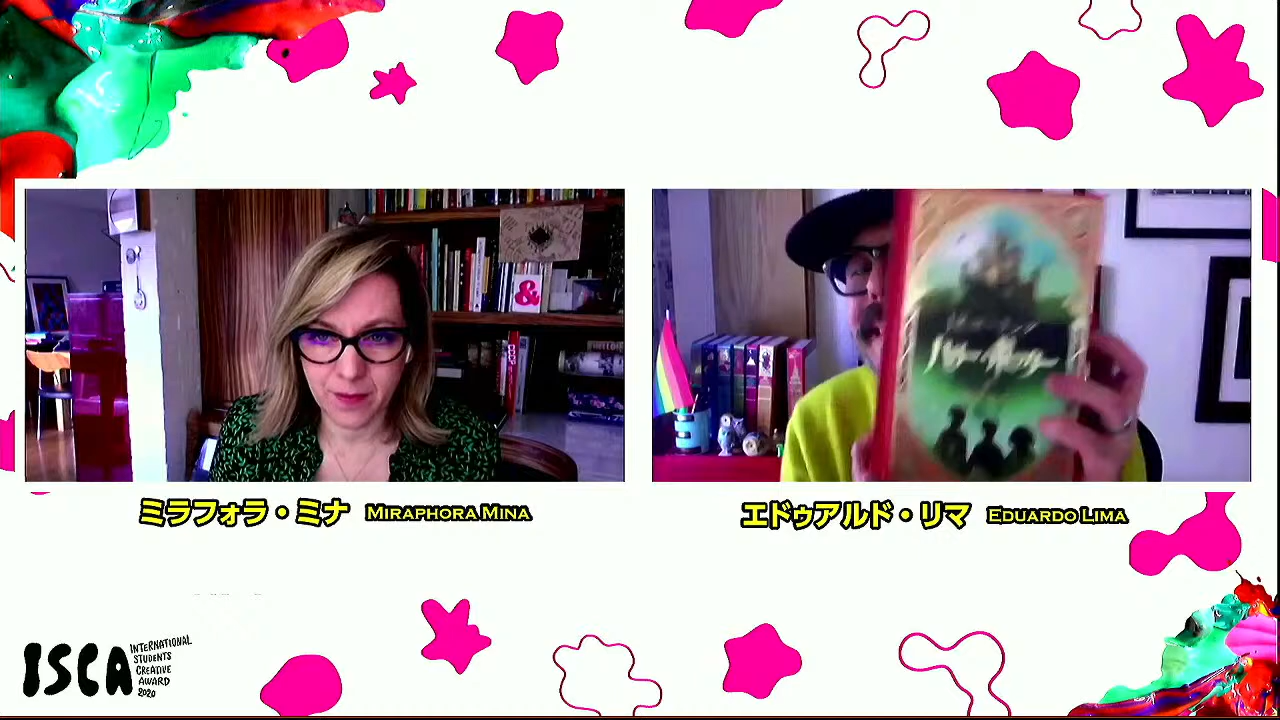 &
ハリー・ポッター
ミラフォラ・ミナ MIRAPHORA MINA
エドゥアルド・リマ EDUARDO LIMA
ISCA
INTERNATIONAL
STUDENTS
CREATIVE
AWARD
2020